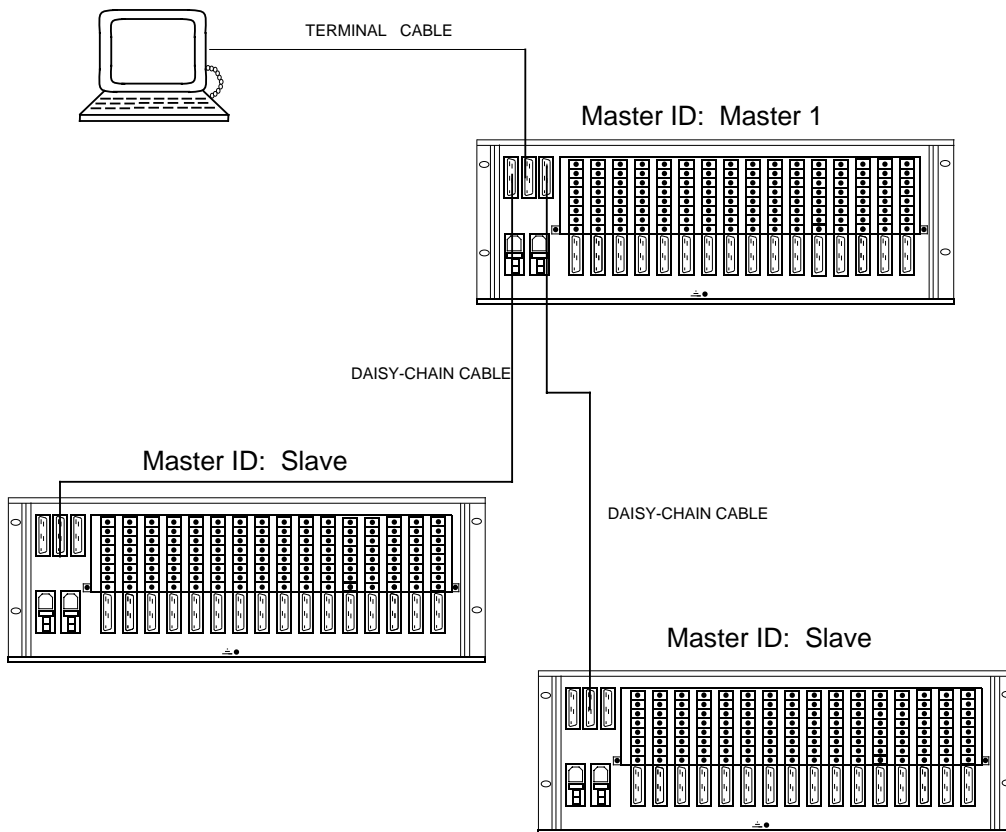 TERMINAL CABLE
Master ID: Master 1
DAISY-CHAIN CABLE
Master ID: Slave
DAISY-CHAIN CABLE
Master ID: Slave